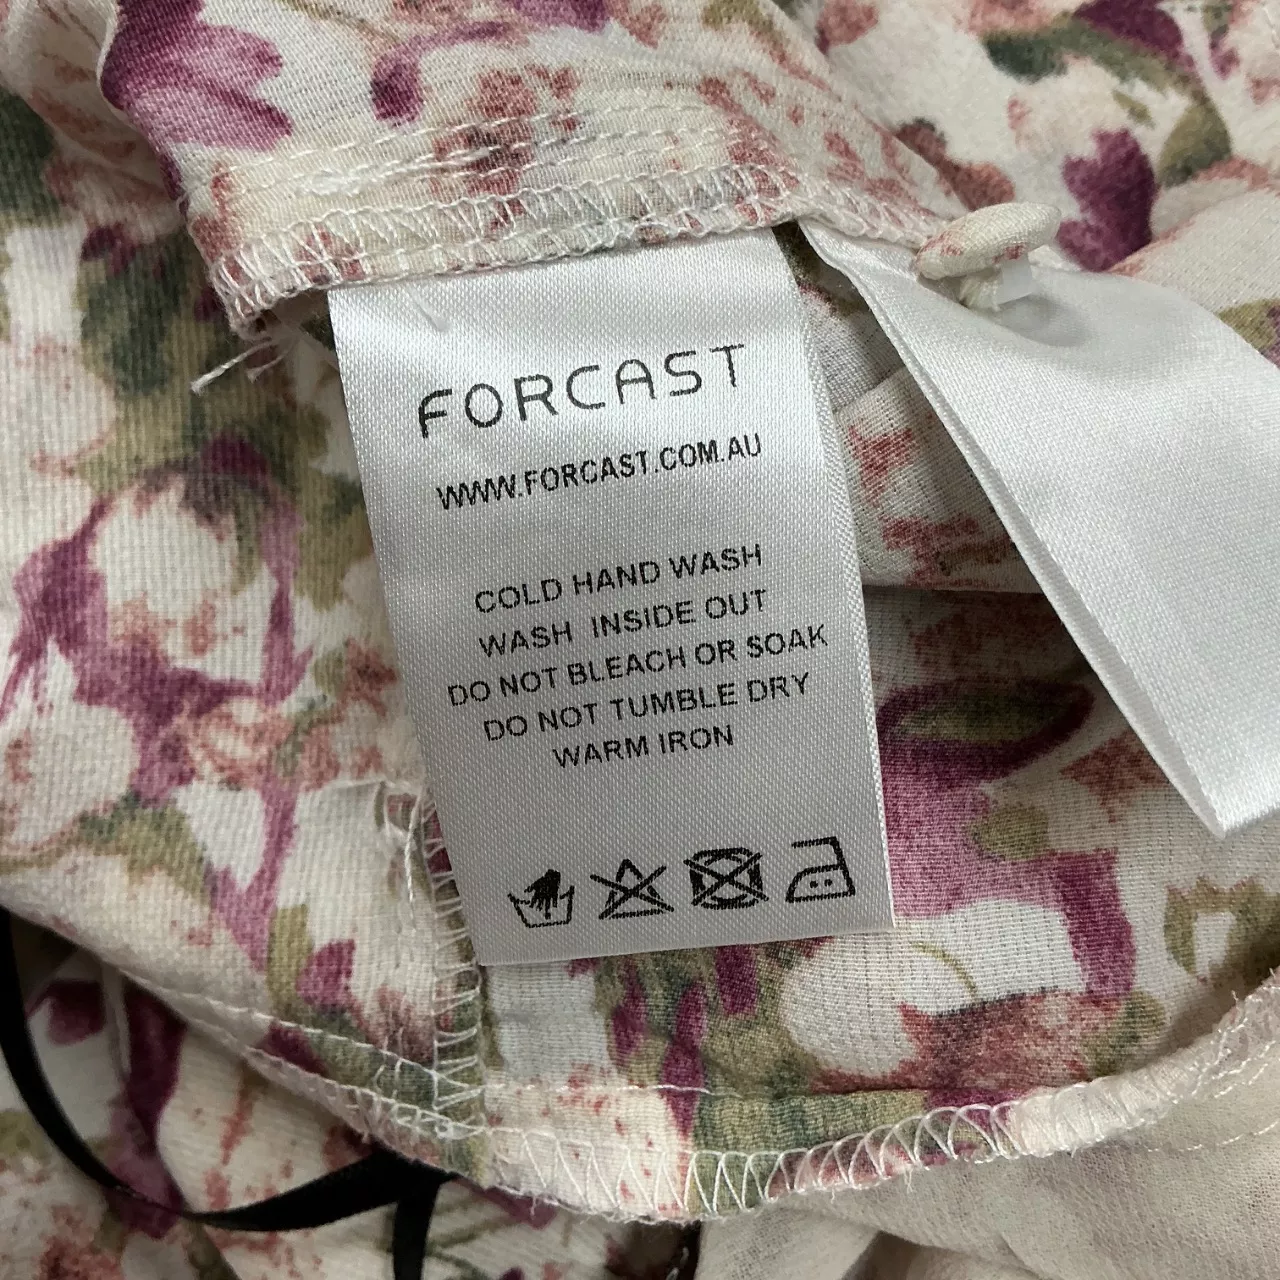 FORCAST
WWW.FORCAST.COM.AU
COLD HAND WASH
WASH INSIDE OUT
DO NOT BLEACH OR SOAK
DO NOT TUMBLE DRY
WARM IRON